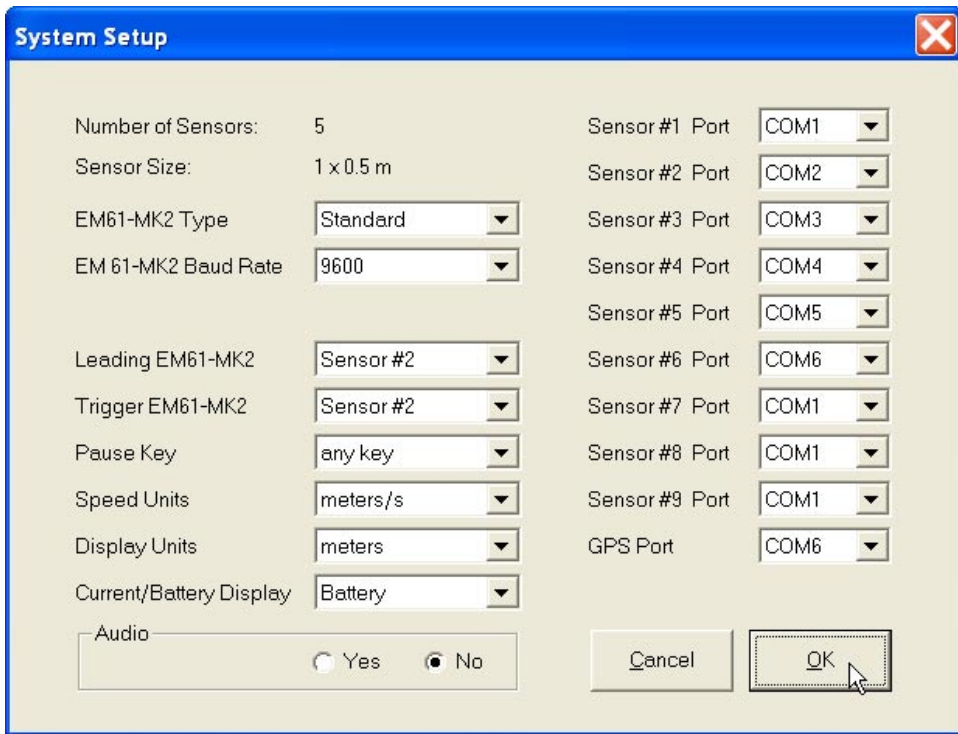 System Setup
Number of Sensors: 5
Sensor Size: 1 x 0.5 m
EM61-MK2 Type Standard
EM 61-MK2 Baud Rate 9600
Leading EM61-MK2 Sensor #2
Trigger EM61-MK2 Sensor #2
Pause Key any key
Speed Units meters/s
Display Units meters
Current/Battery Display Battery
Audio
Yes No
Sensor #1 Port COM1
Sensor #2 Port COM2
Sensor #3 Port COM3
Sensor #4 Port COM4
Sensor #5 Port COM5
Sensor #6 Port COM6
Sensor #7 Port COM1
Sensor #8 Port COM1
Sensor #9 Port COM1
GPS Port COM6
Cancel OK